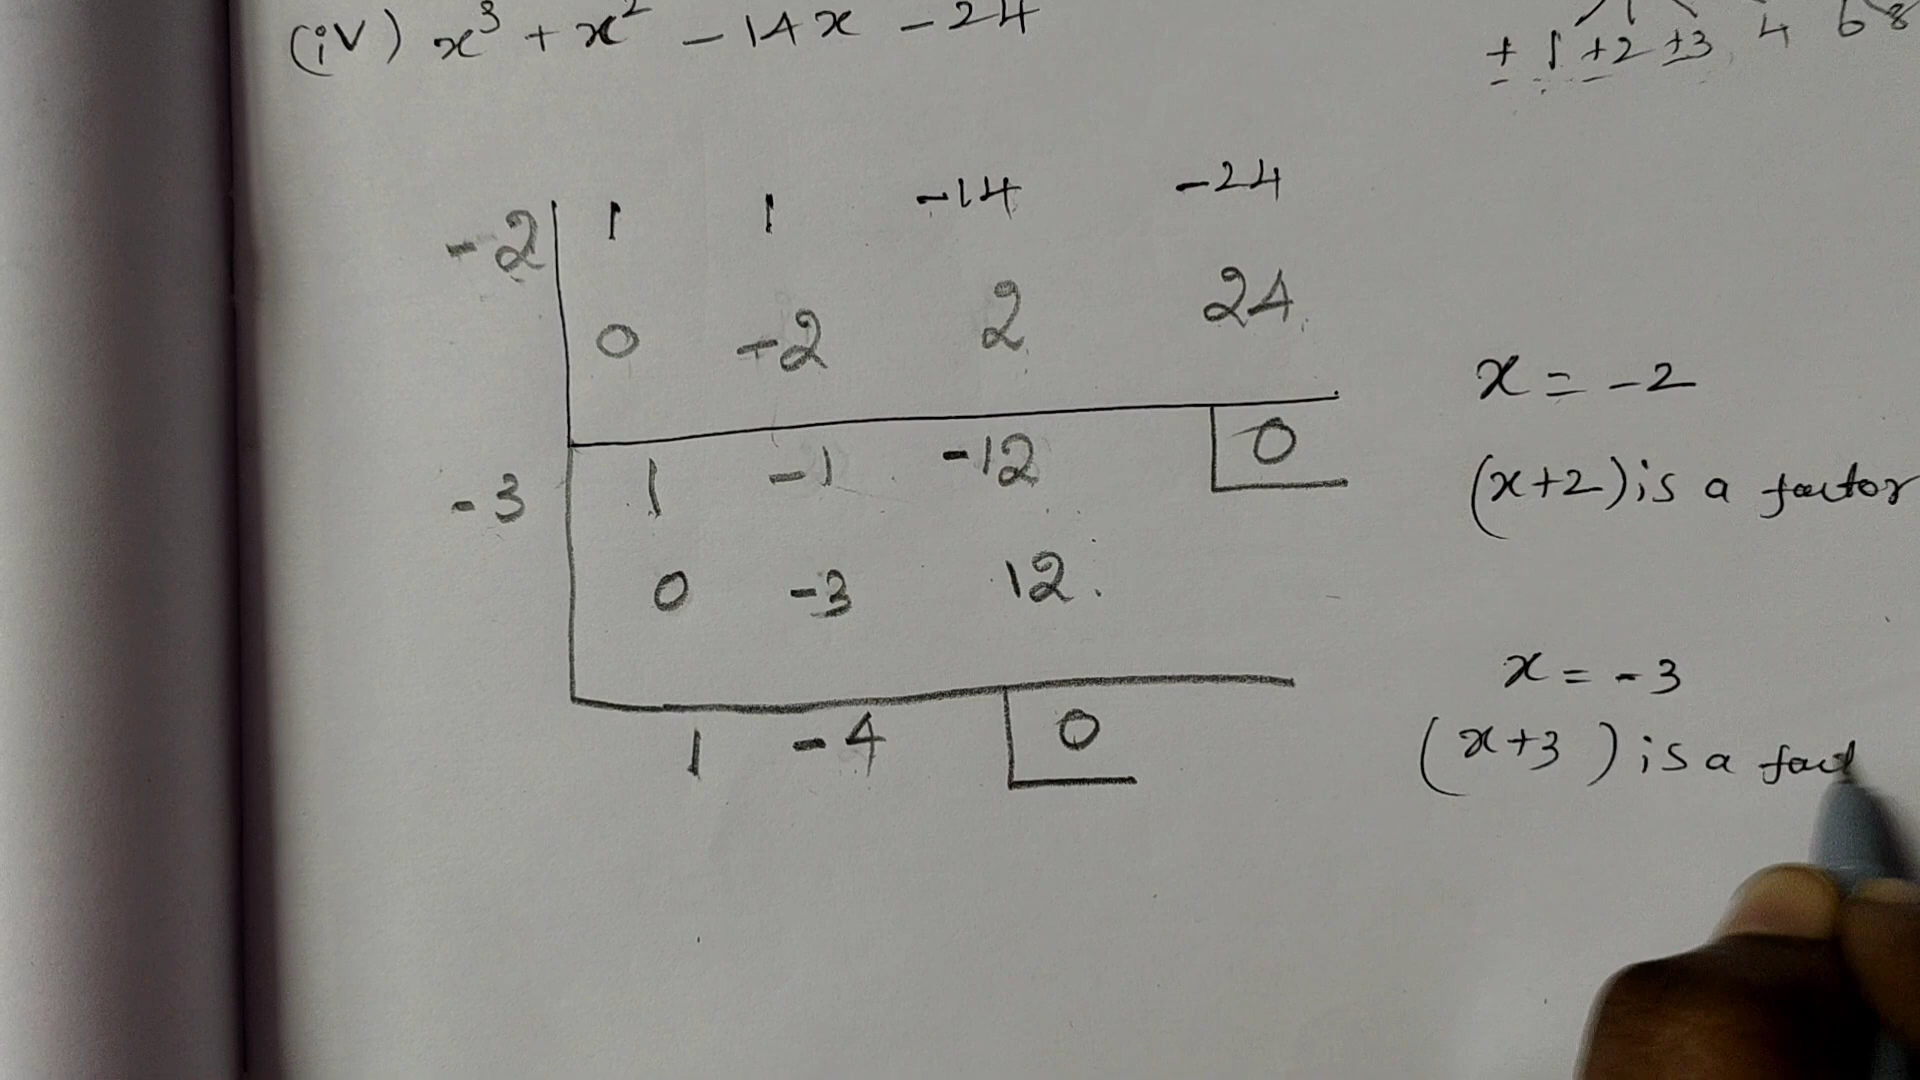 (iv) x³ + x² - 14x - 24
± 1 ±2 ±3 4 6 8
-2 | 1 1 -14 -24
0 -2 2 24
x = -2
1 -1 -12 | 0
(x+2) is a factor
-3
0 -3 12
x = -3
1 -4 | 0
(x+3) is a fact